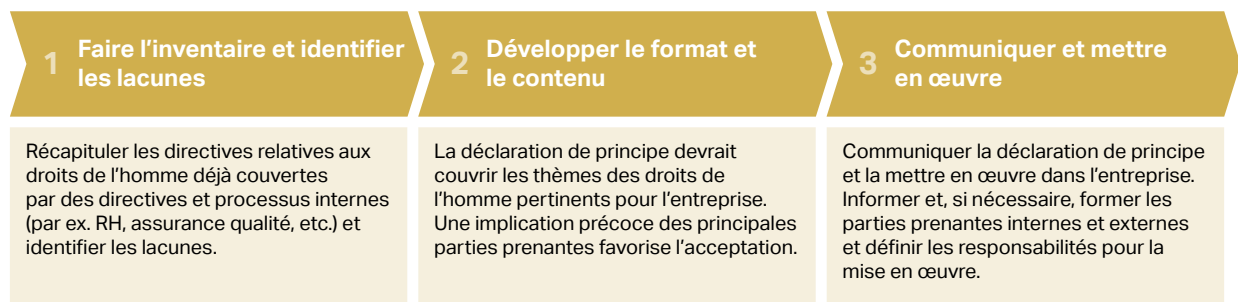 1
Faire l’inventaire et identifier
les lacunes
Récapituler les directives relatives aux
droits de l’homme déjà couvertes
par des directives et processus internes
(par ex. RH, assurance qualité, etc.) et
identifier les lacunes.
2
Développer le format et
le contenu
La déclaration de principe devrait
couvrir les thèmes des droits de
l’homme pertinents pour l’entreprise.
Une implication précoce des principales
parties prenantes favorise l’acceptation.
3
Communiquer et mettre
en œuvre
Communiquer la déclaration de principe
et la mettre en œuvre dans l’entreprise.
Informer et, si nécessaire, former les
parties prenantes internes et externes
et définir les responsabilités pour la
mise en œuvre.